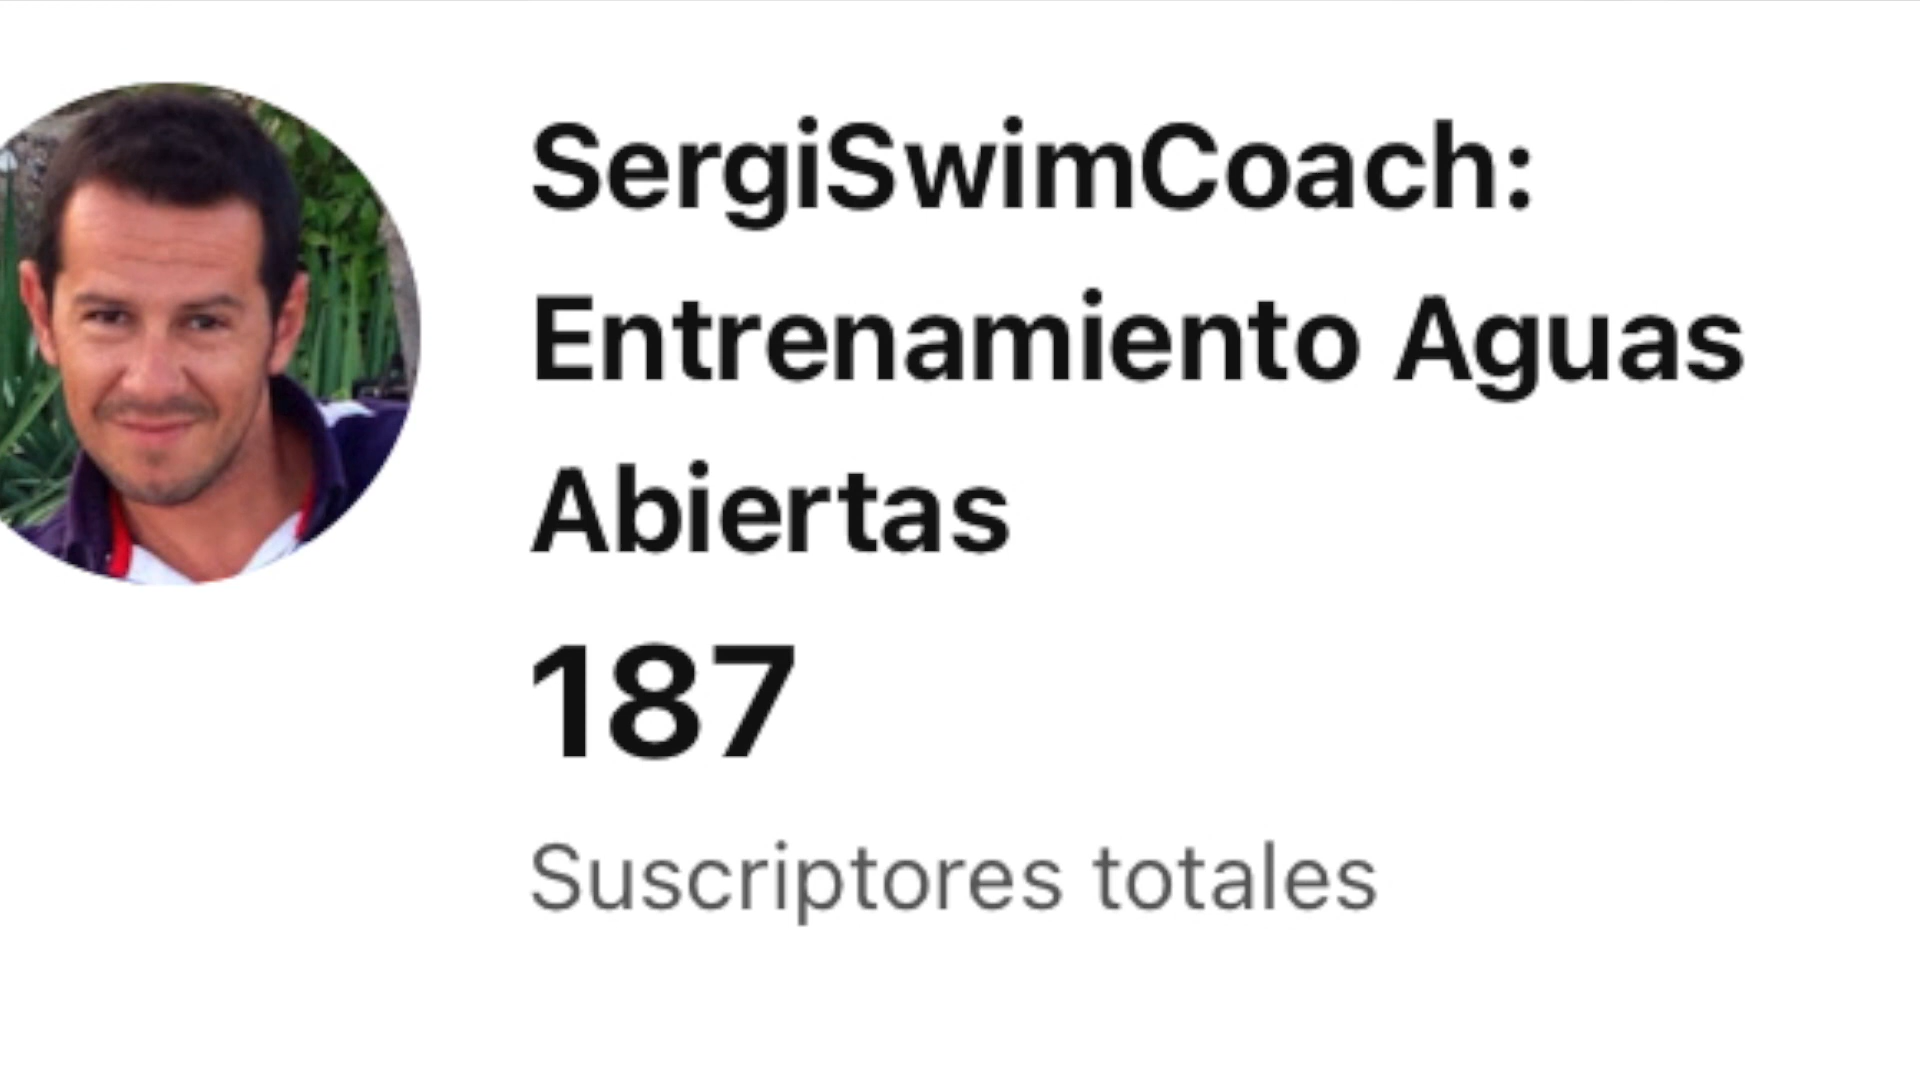 SergiSwimCoach:
Entrenamiento Aguas
Abiertas
187
Suscriptores totales